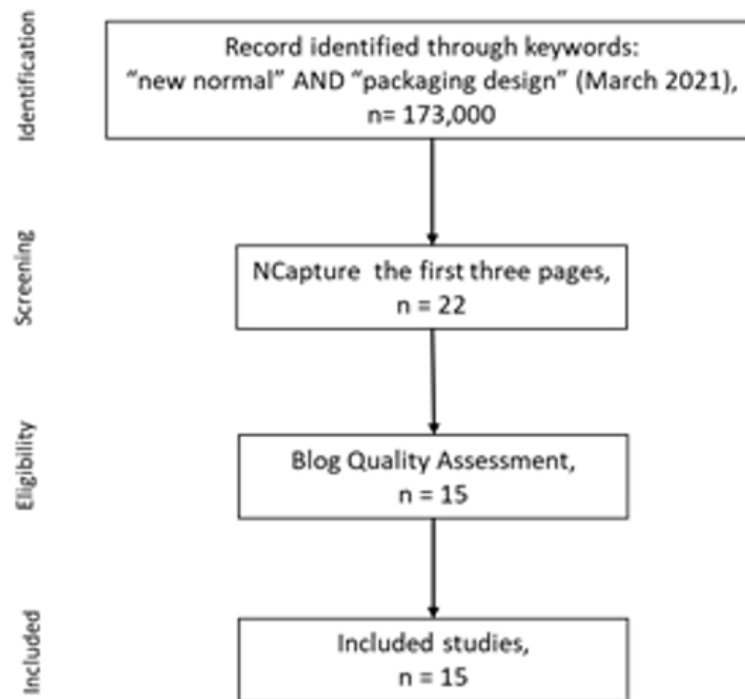 Identification
Record identified through keywords:
“new normal” AND “packaging design” (March 2021),
n= 173,000
Screening
NCapture the first three pages,
n = 22
Eligibility
Blog Quality Assessment,
n = 15
Included
Included studies,
n = 15